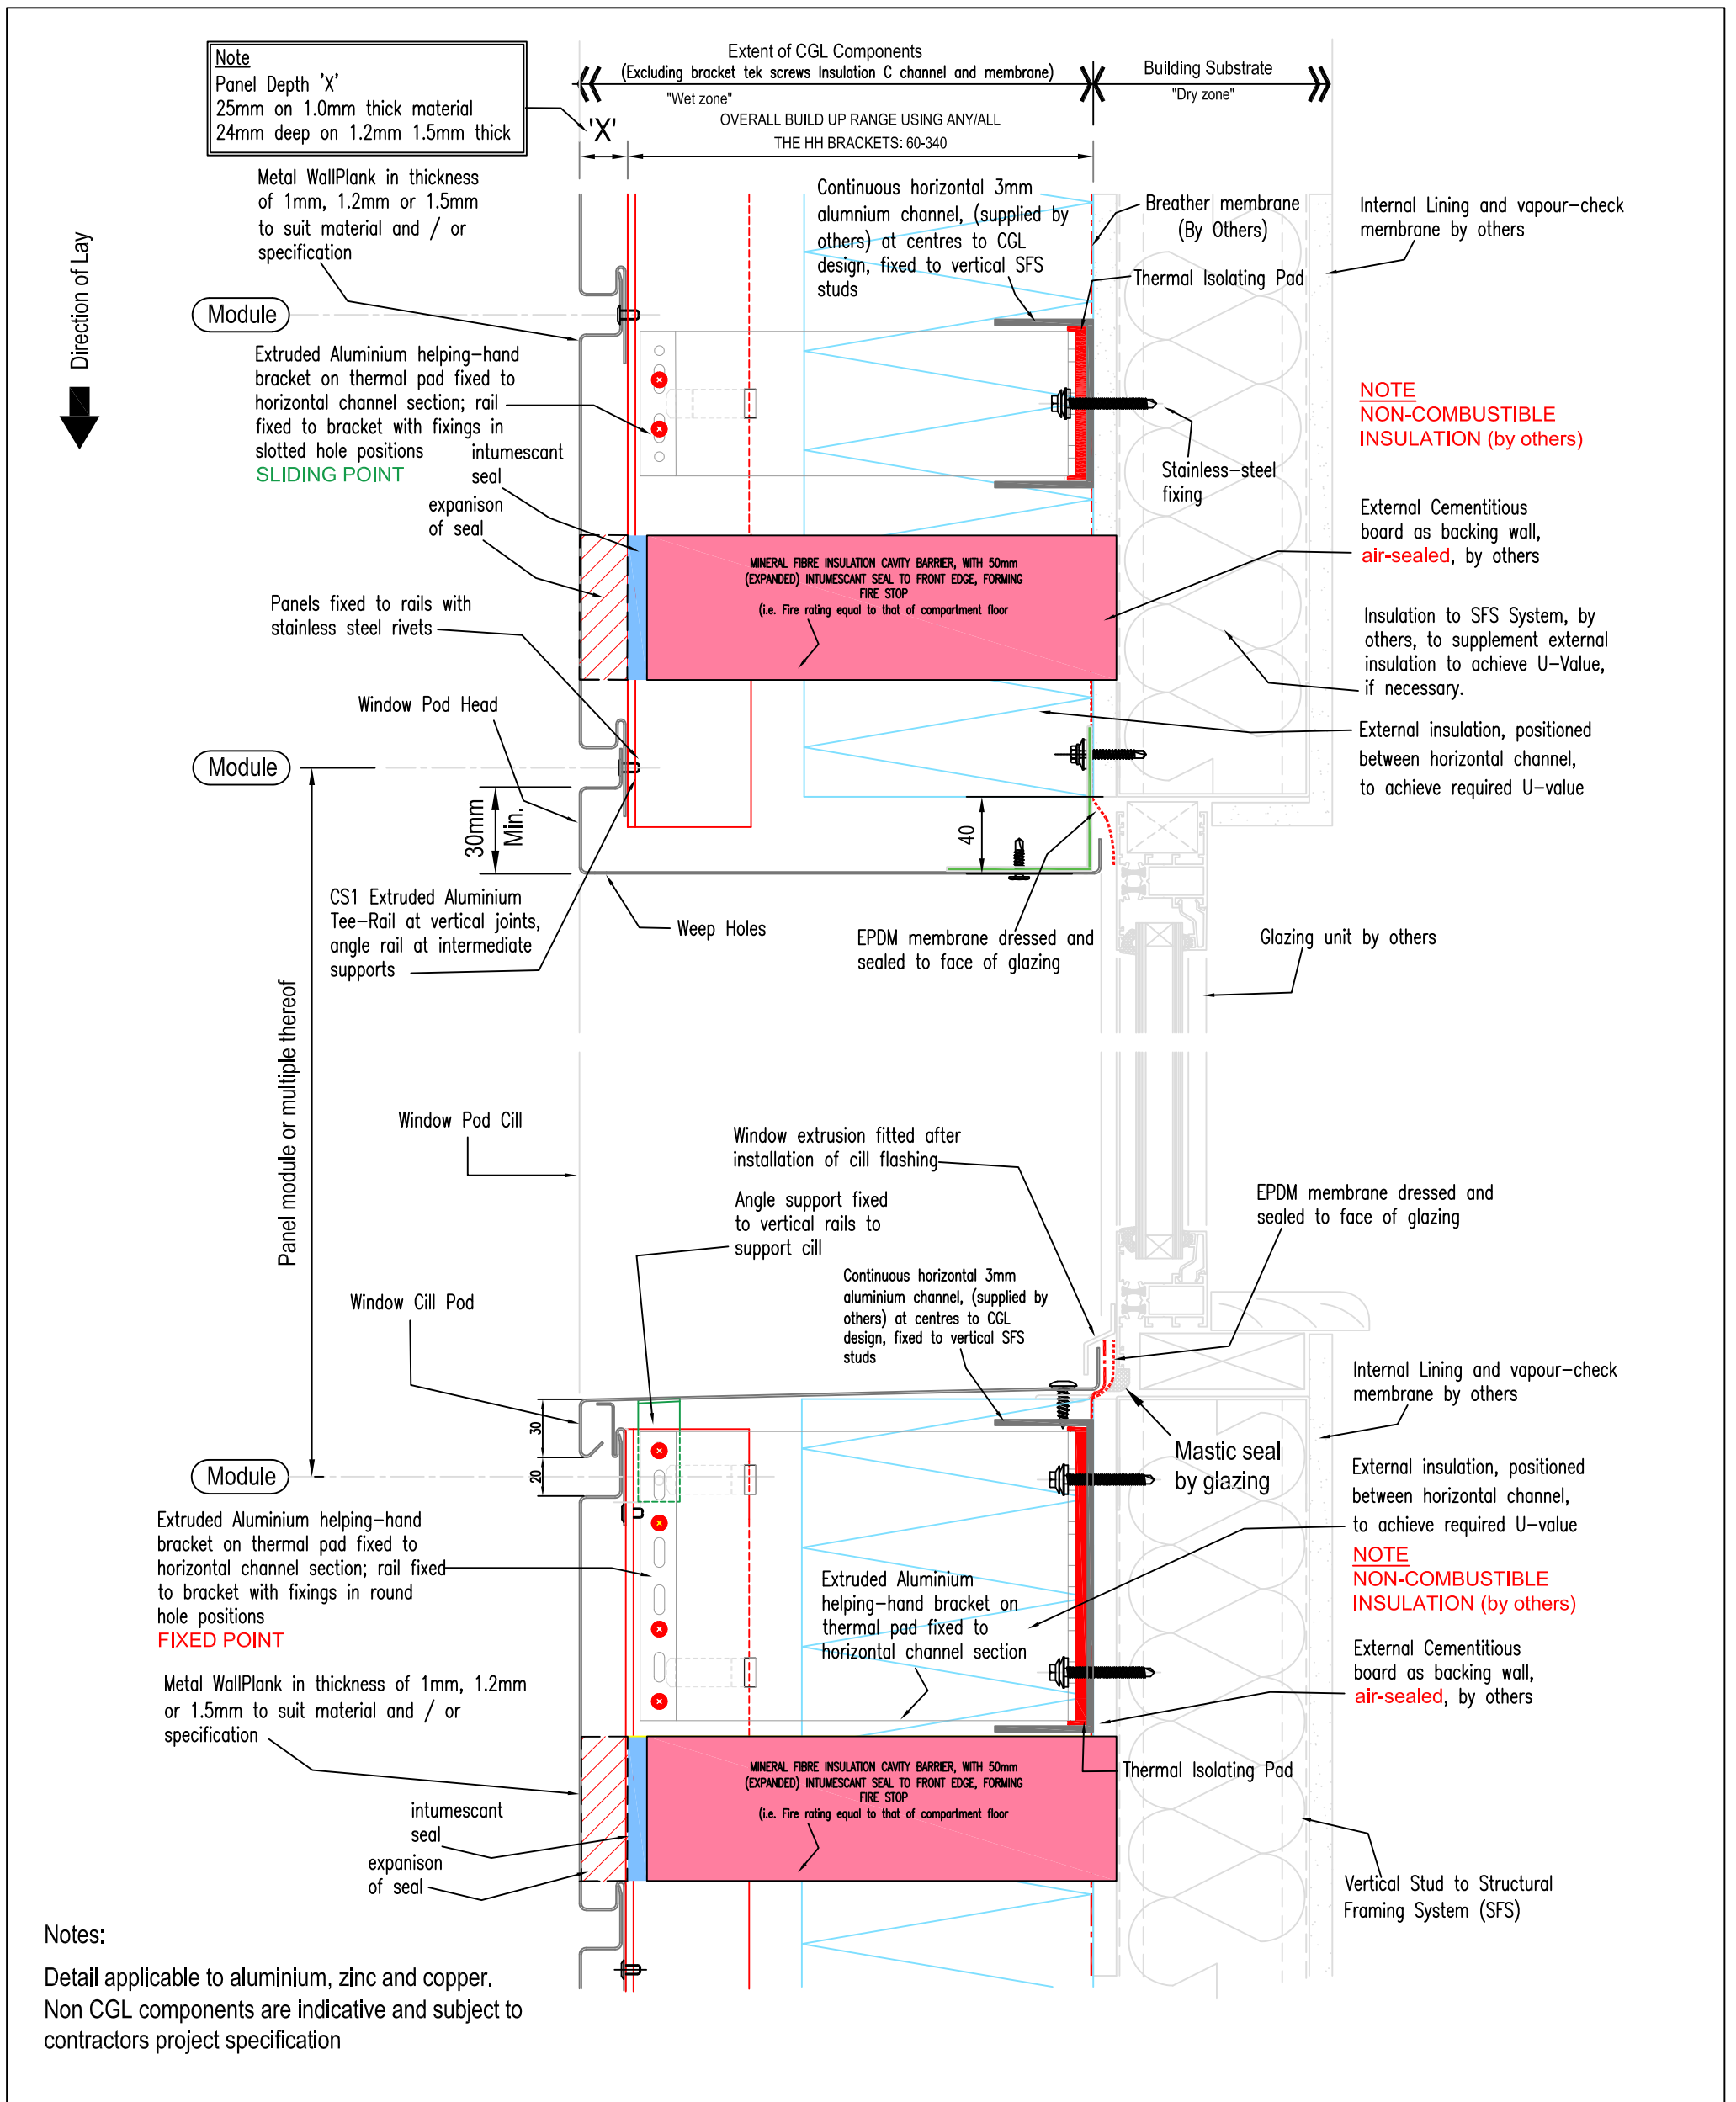 Note
Panel Depth 'X'
25mm on 1.0mm thick material
24mm deep on 1.2mm 1.5mm thick
Extent of CGL Components
(Excluding bracket tek screws Insulation C channel and membrane)
"Wet zone"
OVERALL BUILD UP RANGE USING ANY/ALL
THE HH BRACKETS: 60-340
Building Substrate
"Dry zone"
'X'
Direction of Lay
Metal WallPlank in thickness
of 1mm, 1.2mm or 1.5mm
to suit material and / or
specification
Module
Extruded Aluminium helping-hand
bracket on thermal pad fixed to
horizontal channel section; rail
fixed to bracket with fixings in
slotted hole positions
SLIDING POINT
intumescant
seal
expanison
of seal
Panels fixed to rails with
stainless steel rivets
Window Pod Head
Module
30mm
Min.
CS1 Extruded Aluminium
Tee-Rail at vertical joints,
angle rail at intermediate
supports
Weep Holes
Continuous horizontal 3mm
alumnium channel, (supplied by
others) at centres to CGL
design, fixed to vertical SFS
studs
Breather membrane
(By Others)
Thermal Isolating Pad
Stainless-steel
fixing
MINERAL FIBRE INSULATION CAVITY BARRIER, WITH 50mm
(EXPANDED) INTUMESCANT SEAL TO FRONT EDGE, FORMING
FIRE STOP
(i.e. Fire rating equal to that of compartment floor
40
EPDM membrane dressed and
sealed to face of glazing
Internal Lining and vapour-check
membrane by others
NOTE
NON-COMBUSTIBLE
INSULATION (by others)
External Cementitious
board as backing wall,
air-sealed, by others
Insulation to SFS System, by
others, to supplement external
insulation to achieve U-Value,
if necessary.
External insulation, positioned
between horizontal channel,
to achieve required U-value
Glazing unit by others
Panel module or multiple thereof
Window Pod Cill
Window extrusion fitted after
installation of cill flashing
Angle support fixed
to vertical rails to
support cill
EPDM membrane dressed and
sealed to face of glazing
Window Cill Pod
Continuous horizontal 3mm
aluminium channel, (supplied by
others) at centres to CGL
design, fixed to vertical SFS
studs
Internal Lining and vapour-check
membrane by others
30
20
Module
Mastic seal
by glazing
External insulation, positioned
between horizontal channel,
to achieve required U-value
NOTE
NON-COMBUSTIBLE
INSULATION (by others)
Extruded Aluminium helping-hand
bracket on thermal pad fixed to
horizontal channel section; rail fixed
to bracket with fixings in round
hole positions
FIXED POINT
Extruded Aluminium
helping-hand bracket on
thermal pad fixed to
horizontal channel section
External Cementitious
board as backing wall,
air-sealed, by others
Metal WallPlank in thickness of 1mm, 1.2mm
or 1.5mm to suit material and / or
specification
MINERAL FIBRE INSULATION CAVITY BARRIER, WITH 50mm
(EXPANDED) INTUMESCANT SEAL TO FRONT EDGE, FORMING
FIRE STOP
(i.e. Fire rating equal to that of compartment floor
Thermal Isolating Pad
intumescant
seal
expanison
of seal
Vertical Stud to Structural
Framing System (SFS)
Notes:
Detail applicable to aluminium, zinc and copper.
Non CGL components are indicative and subject to
contractors project specification